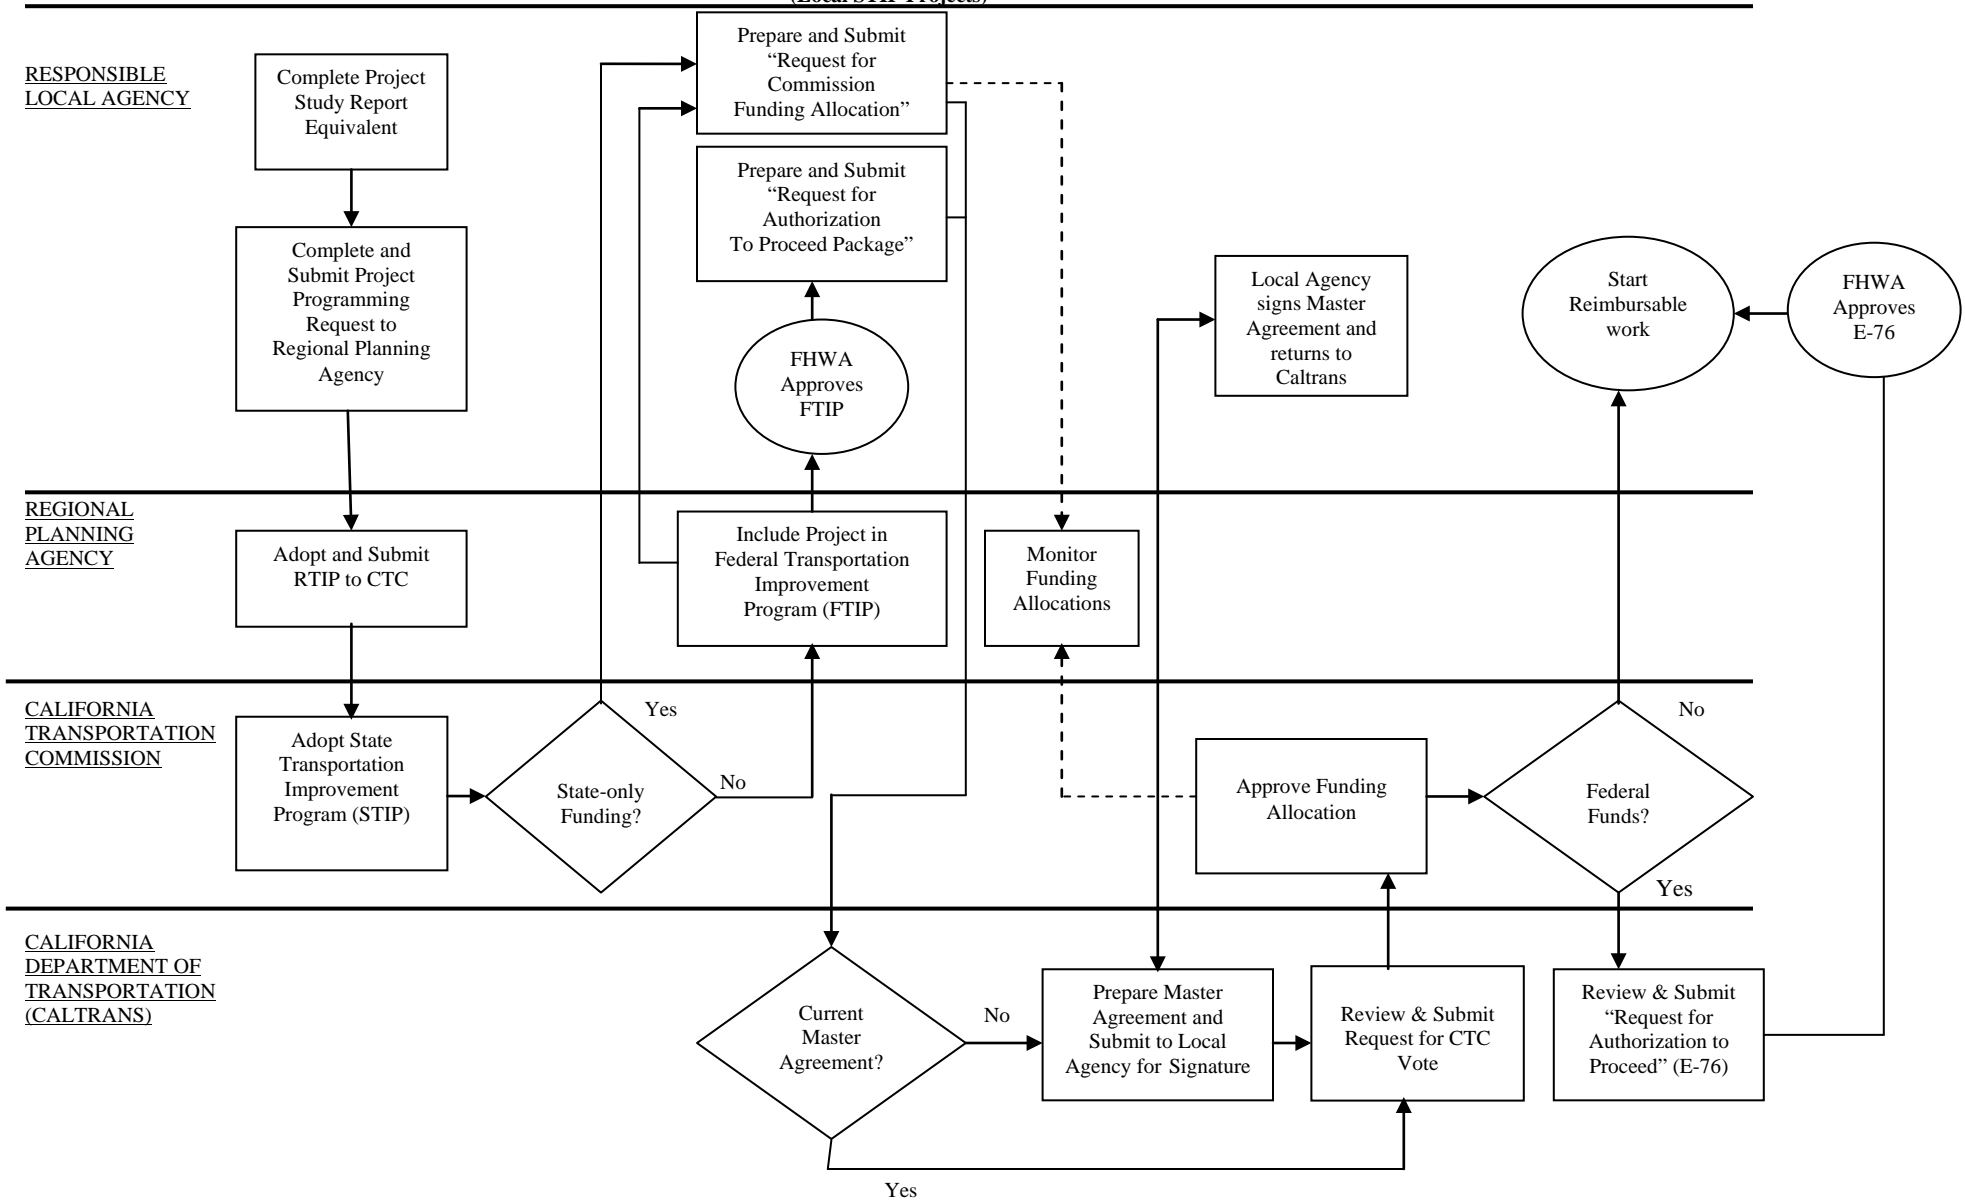 (Local STIP Projects)
RESPONSIBLE
LOCAL AGENCY
Complete Project
Study Report
Equivalent
Complete and
Submit Project
Programming
Request to
Regional Planning
Agency
Prepare and Submit
“Request for
Commission
Funding Allocation”
Prepare and Submit
“Request for
Authorization
To Proceed Package”
FHWA
Approves
FTIP
Local Agency
signs Master
Agreement and
returns to
Caltrans
Start
Reimbursable
work
FHWA
Approves
E-76
REGIONAL
PLANNING
AGENCY
Adopt and Submit
RTIP to CTC
Include Project in
Federal Transportation
Improvement
Program (FTIP)
Monitor
Funding
Allocations
CALIFORNIA
TRANSPORTATION
COMMISSION
Adopt State
Transportation
Improvement
Program (STIP)
State-only
Funding?
Yes
No
Approve Funding
Allocation
Federal
Funds?
No
Yes
CALIFORNIA
DEPARTMENT OF
TRANSPORTATION
(CALTRANS)
Current
Master
Agreement?
No
Yes
Prepare Master
Agreement and
Submit to Local
Agency for Signature
Review & Submit
Request for CTC
Vote
Review & Submit
“Request for
Authorization to
Proceed” (E-76)